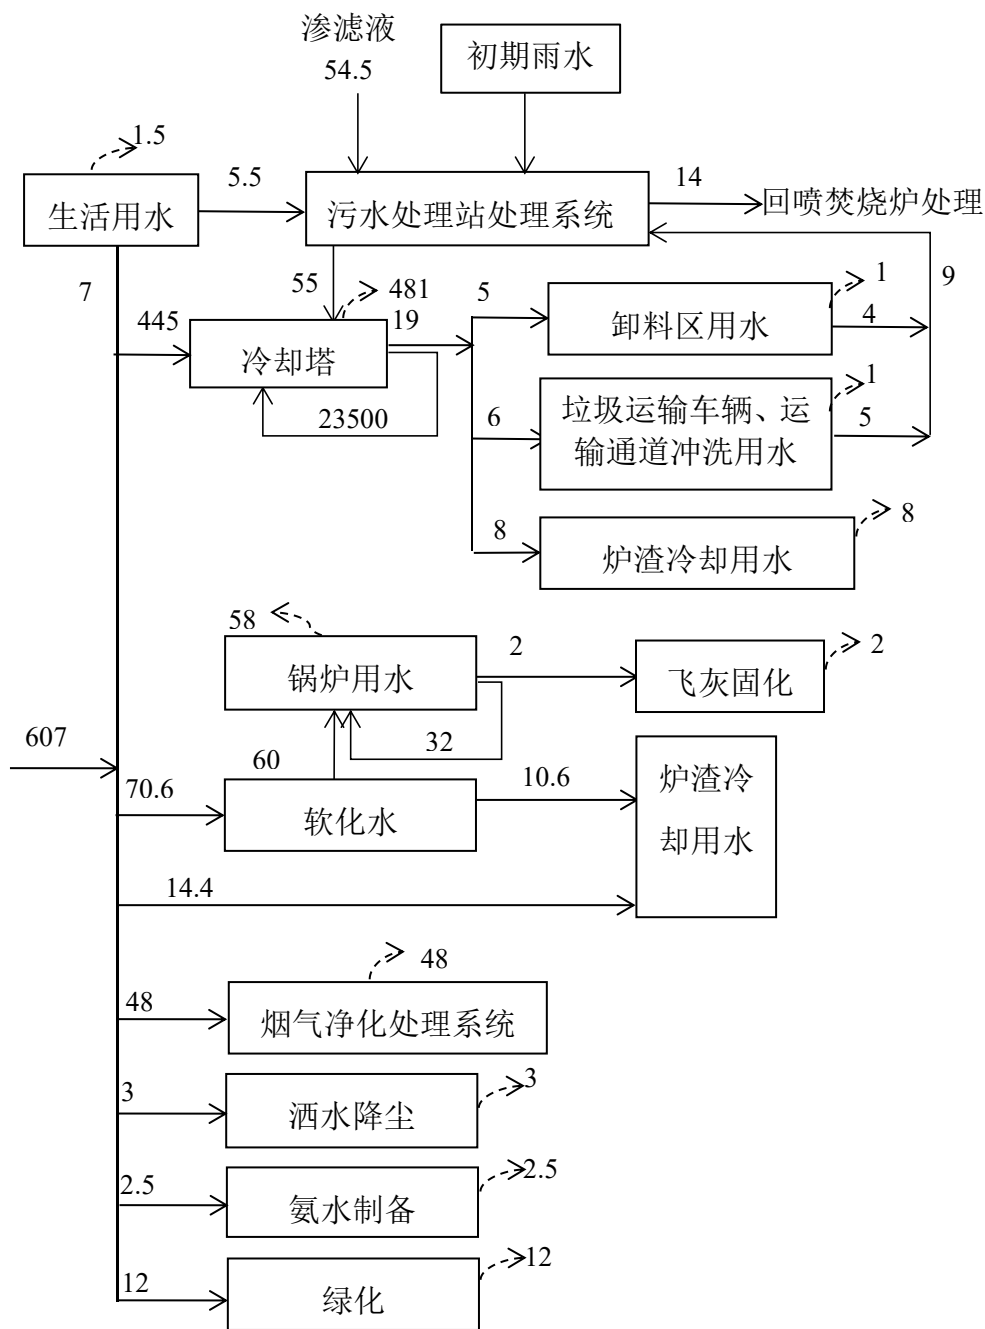 渗滤液
54.5
初期雨水
1.5
生活用水
5.5
污水处理站处理系统
14
回喷焚烧炉处理
7
55
481
5
1
9
445
冷却塔
19
卸料区用水
4
23500
6
垃圾运输车辆、运
输通道冲洗用水
1
5
8
炉渣冷却用水
8
58
锅炉用水
2
飞灰固化
2
32
607
60
70.6
软化水
10.6
炉渣冷
却用水
14.4
48
48
烟气净化处理系统
3
洒水降尘
3
2.5
氨水制备
2.5
12
绿化
12